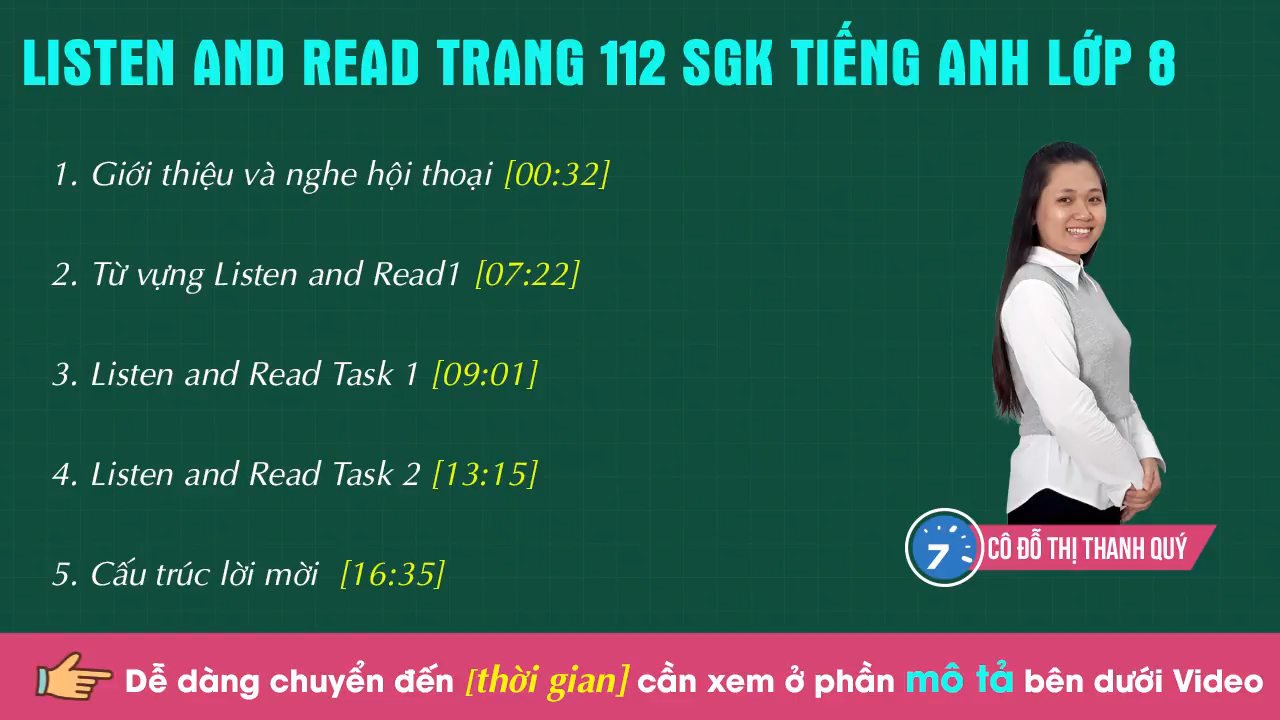 LISTEN AND READ TRANG 112 SGK TIẾNG ANH LỚP 8
1. Giới thiệu và nghe hội thoại [00:32]
2. Từ vựng Listen and Read1 [07:22]
3. Listen and Read Task 1 [09:01]
4. Listen and Read Task 2 [13:15]
5. Cấu trúc lời mời [16:35]
7 CÔ ĐỖ THỊ THANH QUÝ
Dễ dàng chuyển đến [thời gian] cần xem ở phần mô tả bên dưới Video